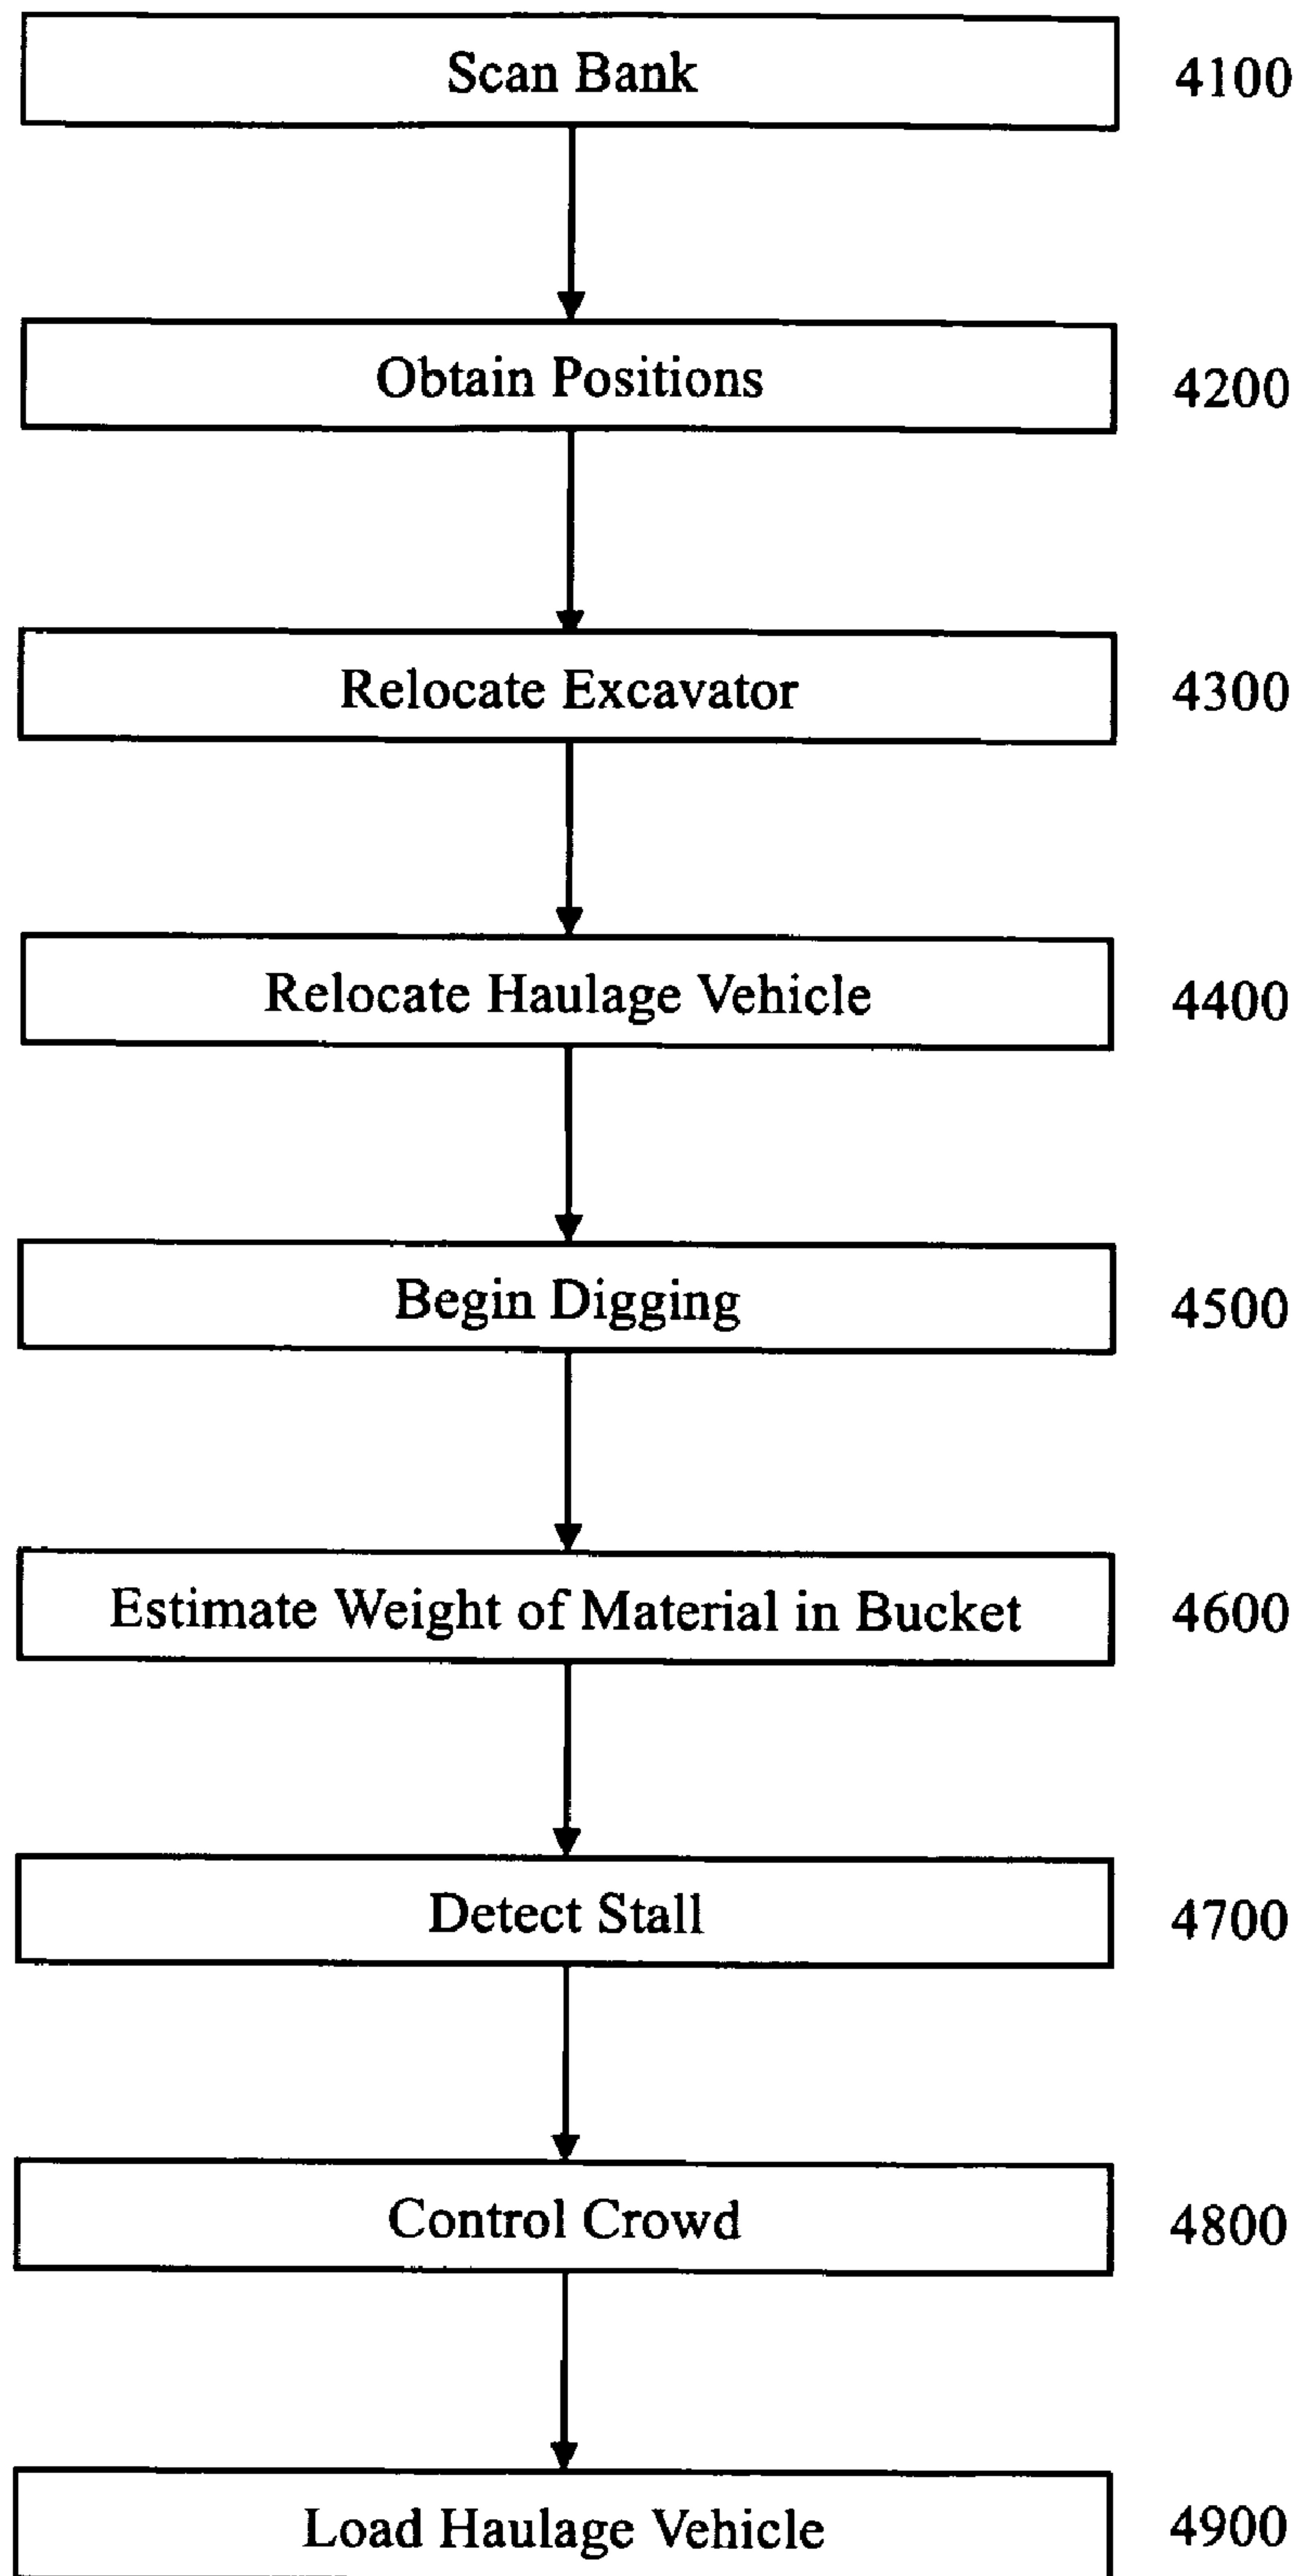 Scan Bank 4100
Obtain Positions 4200
Relocate Excavator 4300
Relocate Haulage Vehicle 4400
Begin Digging 4500
Estimate Weight of Material in Bucket 4600
Detect Stall 4700
Control Crowd 4800
Load Haulage Vehicle 4900